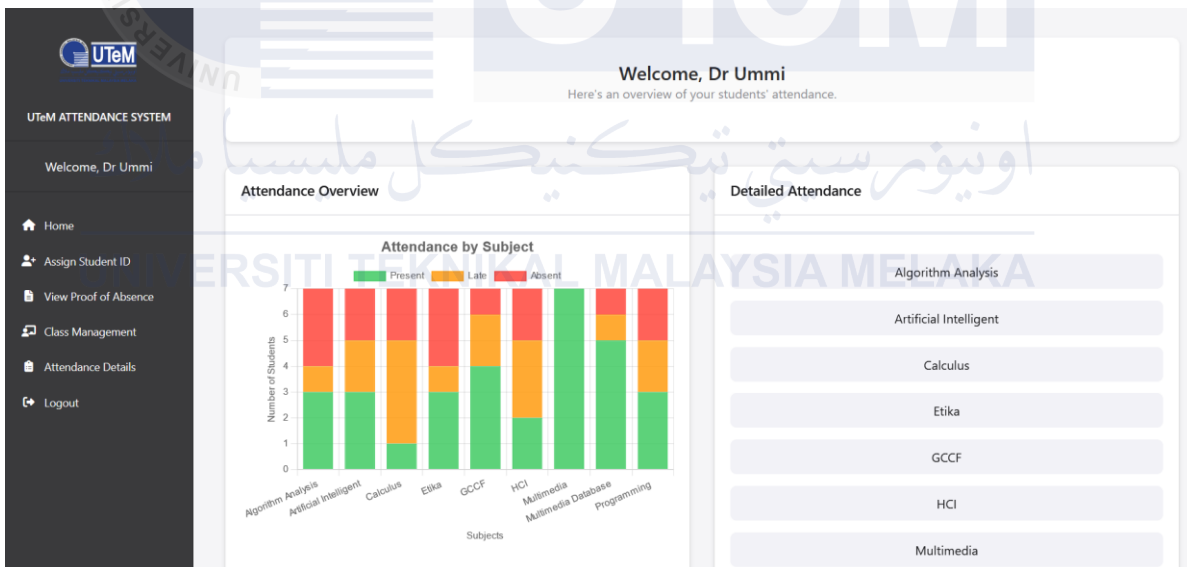 UTeM
UTeM ATTENDANCE SYSTEM
Welcome, Dr Ummi
Home
Assign Student ID
View Proof of Absence
Class Management
Attendance Details
Logout
Welcome, Dr Ummi
Here's an overview of your students' attendance.
اونيۏرسيتي تيكنيكل مليسيا
UNIVERSITI TEKNIKAL MALAYSIA MELAKA
Attendance Overview
Attendance by Subject
Present Late Absent
Number of Students
7
6
5
4
3
2
1
0
Algorithm Analysis
Artificial Intelligent
Calculus
Etika
GCCF
HCI
Multimedia
Multimedia Database
Programming
Subjects
Detailed Attendance
Algorithm Analysis
Artificial Intelligent
Calculus
Etika
GCCF
HCI
Multimedia